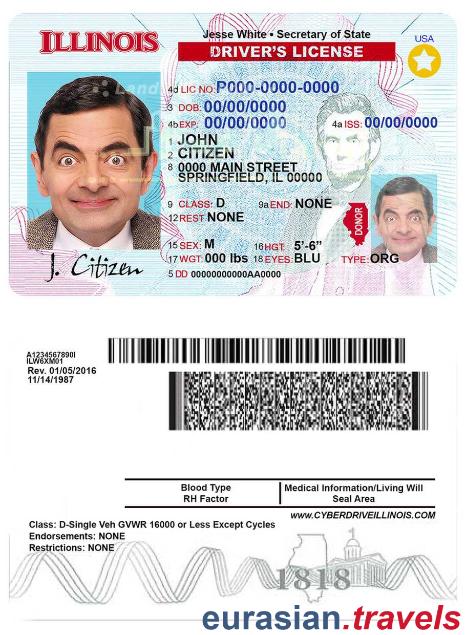 Jesse White • Secretary of State
ILLINOIS
DRIVER'S LICENSE
USA
4d LIC NO: P000-0000-0000
3 DOB: 00/00/0000
4b EXP: 00/00/0000 4a ISS: 00/00/0000
1 JOHN
2 CITIZEN
8 0000 MAIN STREET
SPRINGFIELD, IL 00000
9 CLASS: D 9a END: NONE
12 REST NONE
DONOR
15 SEX: M 16 HGT: 5'-6"
17 WGT: 000 lbs 18 EYES: BLU TYPE: ORG
5 DD 00000000000AA0000
J. Citizen
A1234567890I
ILW6XM01
Rev. 01/05/2016
11/14/1987
Blood Type
RH Factor
Medical Information/Living Will
Seal Area
www.CYBERDRIVEILLINOIS.COM
Class: D-Single Veh GVWR 16000 or Less Except Cycles
Endorsements: NONE
Restrictions: NONE
1818
eurasian.travels